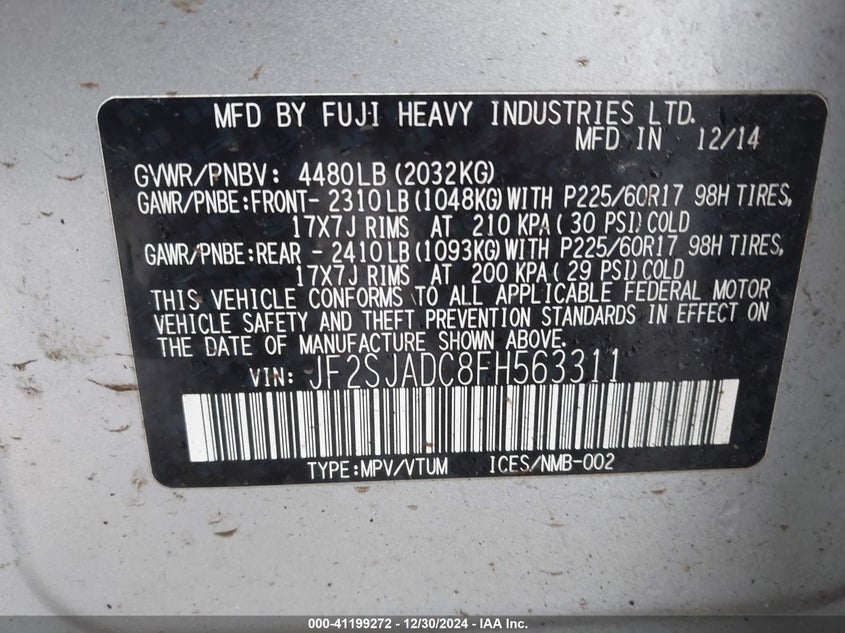 MFD BY FUJI HEAVY INDUSTRIES LTD.
MFD IN 12/14
GVWR/PNBV: 4480LB (2032KG)
GAWR/PNBE:FRONT- 2310LB (1048KG) WITH P225/60R17 98H TIRES,
17X7J RIMS AT 210 KPA (30 PSI) COLD
GAWR/PNBE:REAR - 2410LB (1093KG) WITH P225/60R17 98H TIRES,
17X7J RIMS AT 200 KPA (29 PSI) COLD
THIS VEHICLE CONFORMS TO ALL APPLICABLE FEDERAL MOTOR
VEHICLE SAFETY AND THEFT PREVENTION STANDARDS IN EFFECT ON
THE DATE OF MANUFACTURE SHOWN ABOVE.
VIN: JF2SJADC8FH563311
TYPE:MPV/VTUM ICES/NMB-002
000-41199272 - 12/30/2024 - IAA Inc.